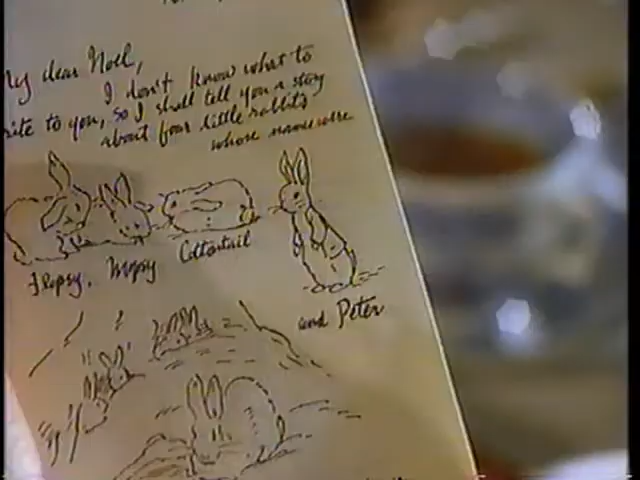 My dear Noel,
I don't know what to
rite to you, so I shall tell you a story
about four little rabbits
whose names were
Flopsy, Mopsy Cottontail
and Peter